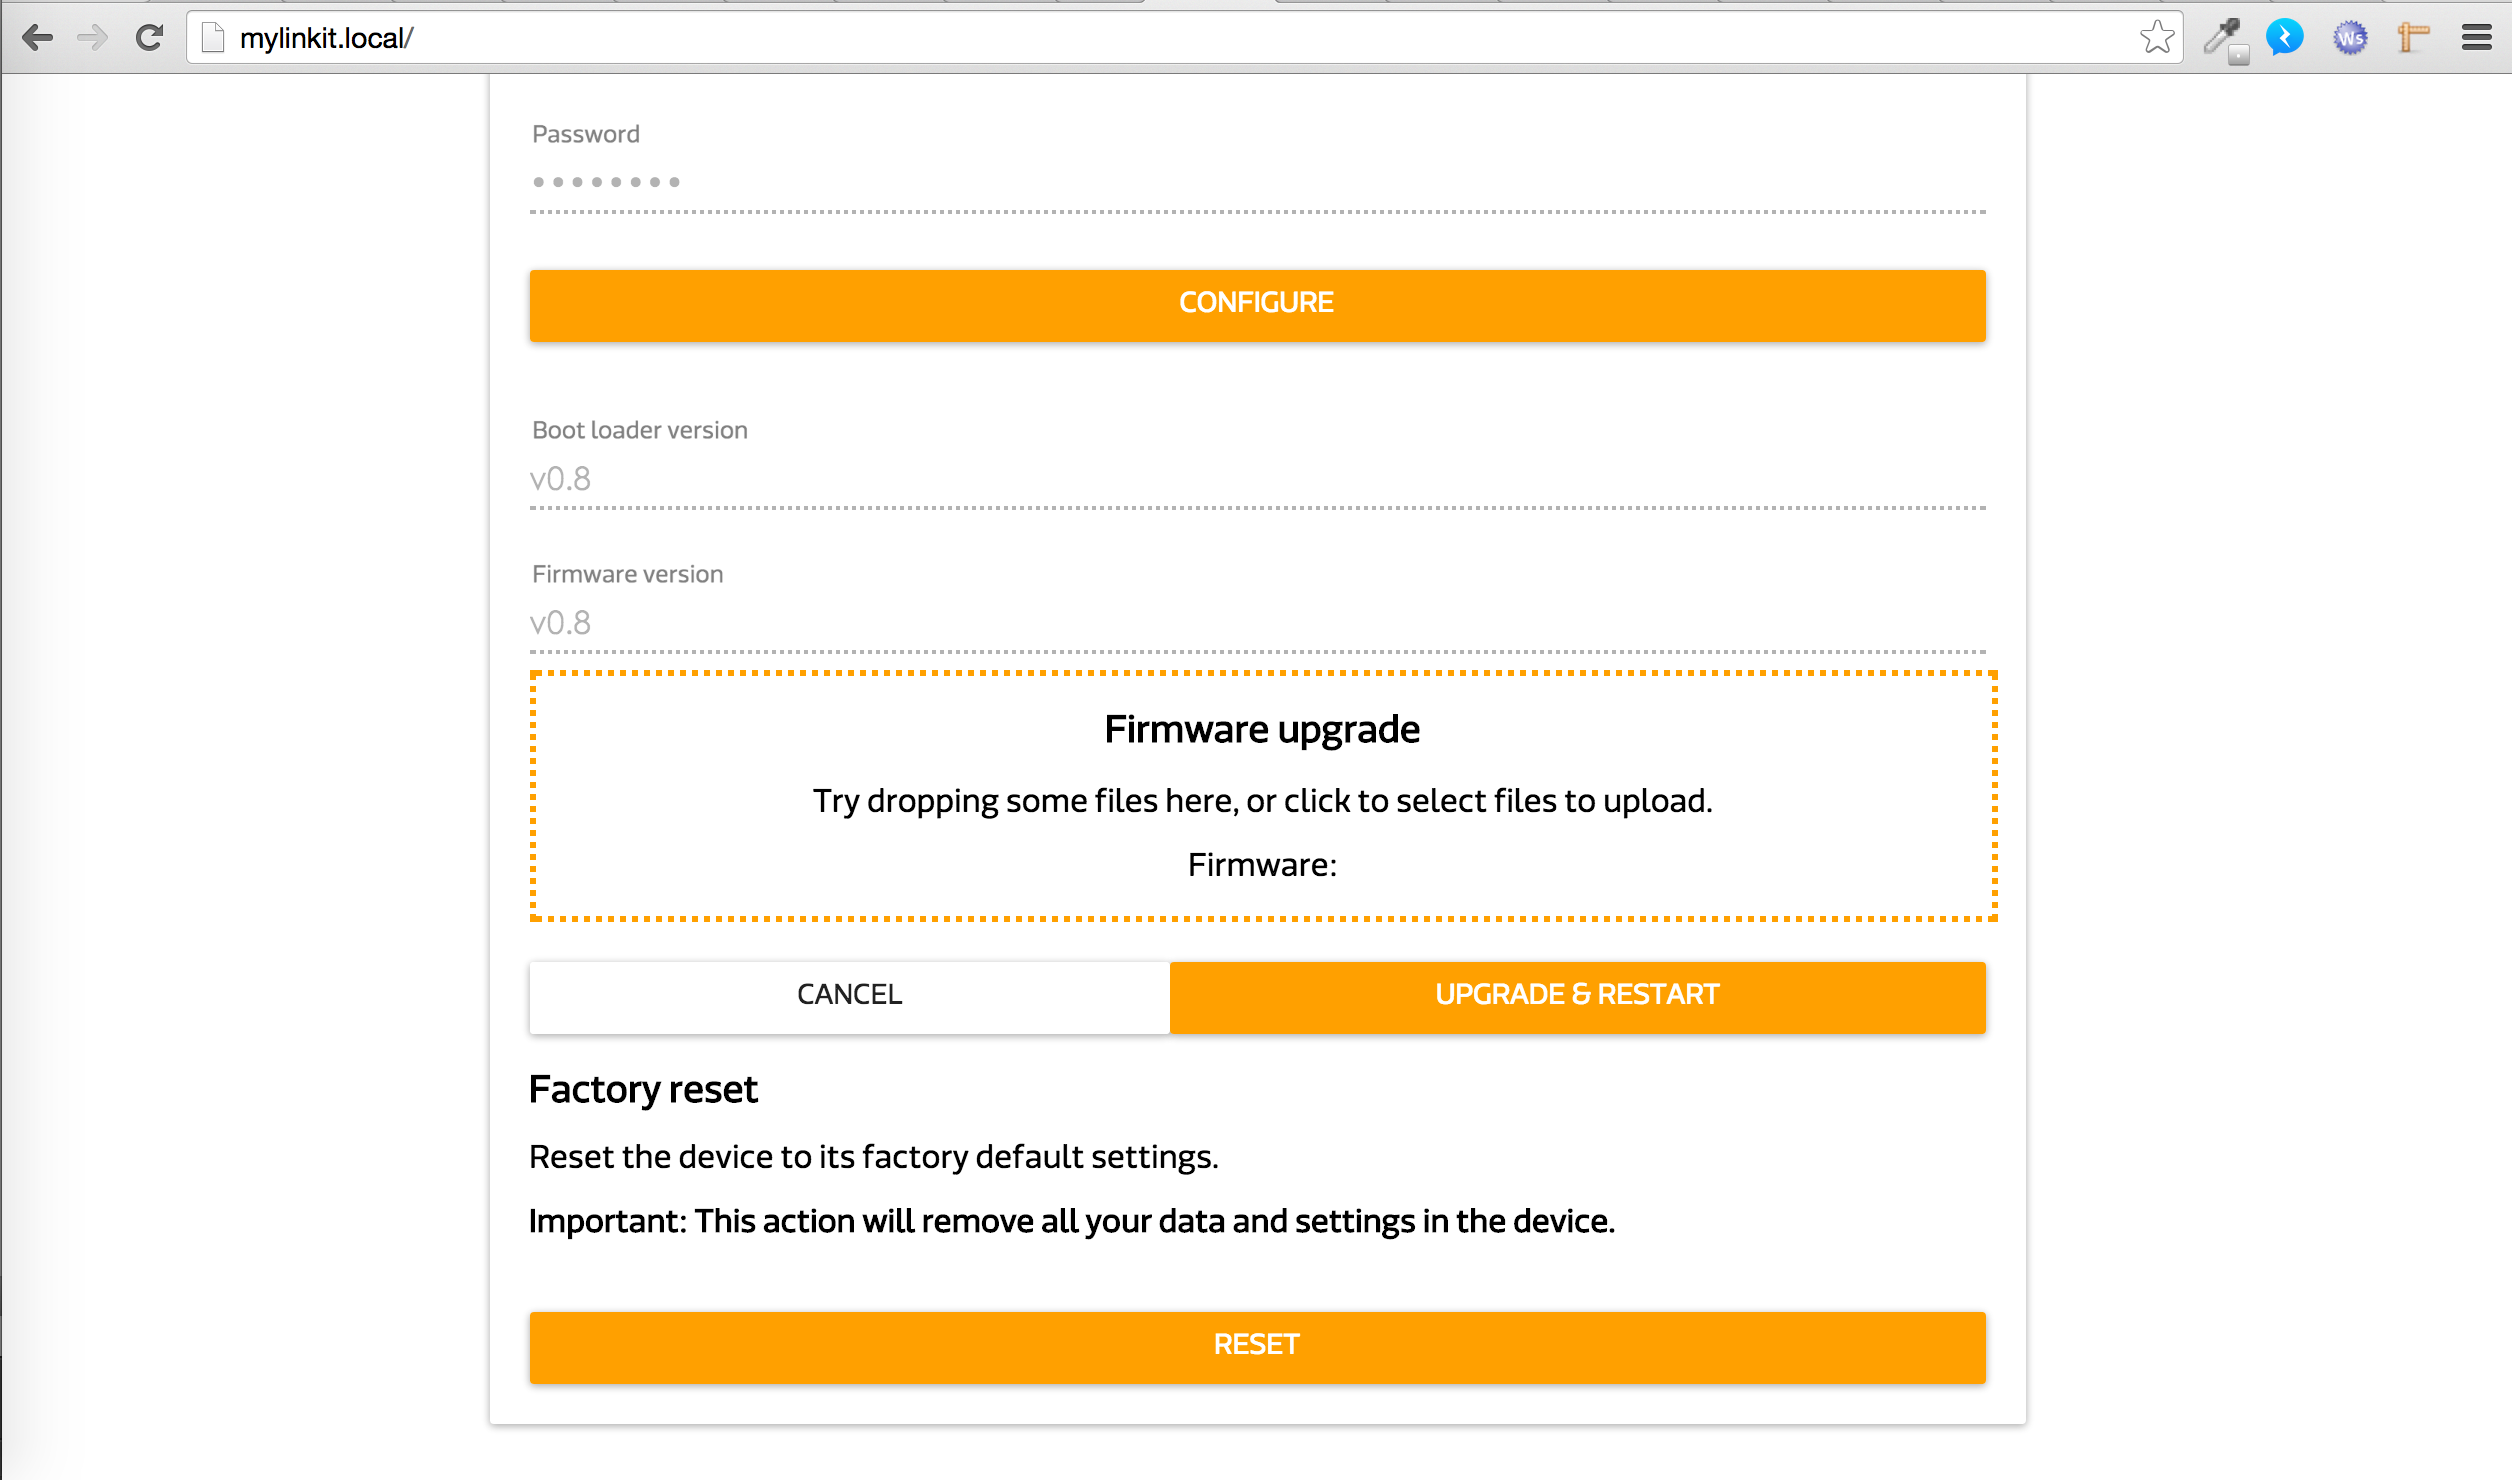 mylinkit.local/
Ws
Password
••••••••
CONFIGURE
Boot loader version
v0.8
Firmware version
v0.8
Firmware upgrade
Try dropping some files here, or click to select files to upload.
Firmware:
CANCEL
UPGRADE & RESTART
Factory reset
Reset the device to its factory default settings.
Important: This action will remove all your data and settings in the device.
RESET